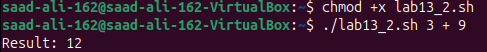 saad-ali-162@saad-ali-162-VirtualBox:~$ chmod +x lab13_2.sh
saad-ali-162@saad-ali-162-VirtualBox:~$ ./lab13_2.sh 3 + 9
Result: 12